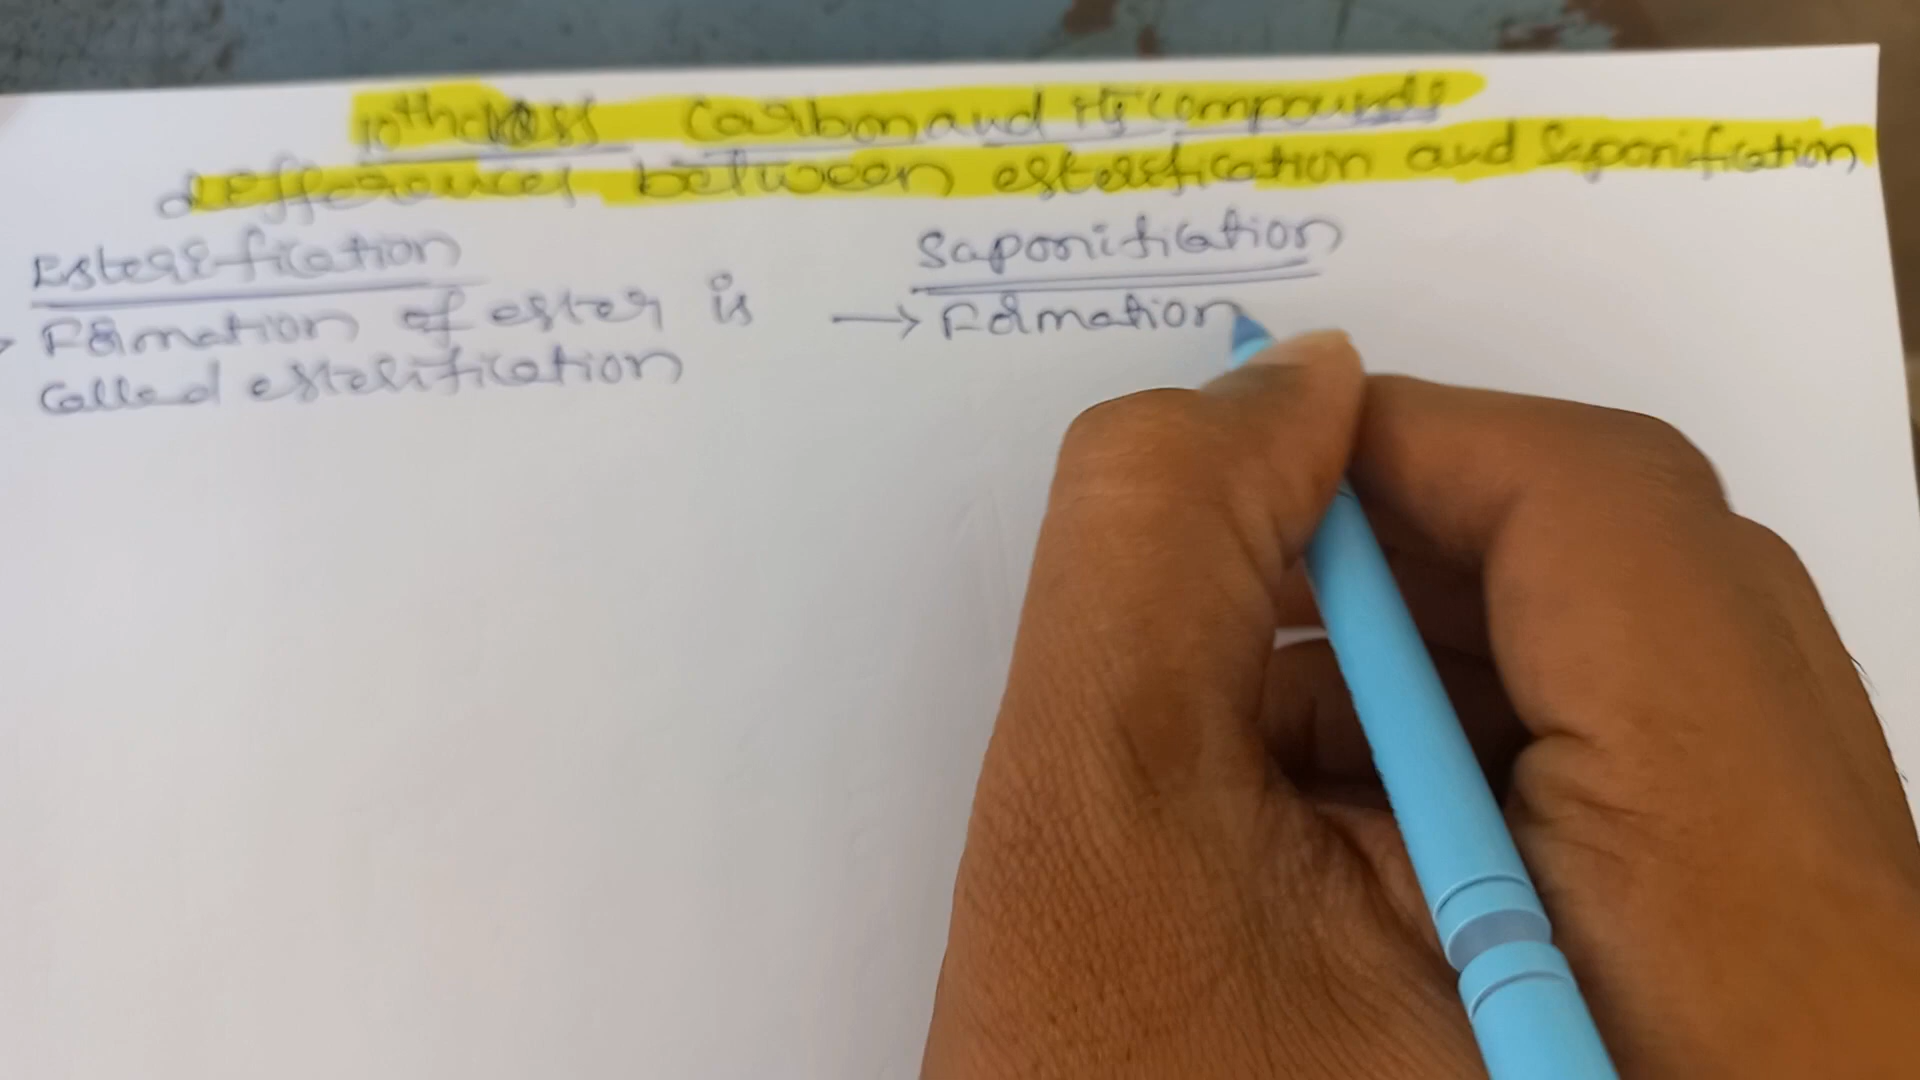 10th class Carbon and its compounds
differences between esterification and Saponification
Esterification
Formation of ester is
called esterification
Saponification
→ Formation